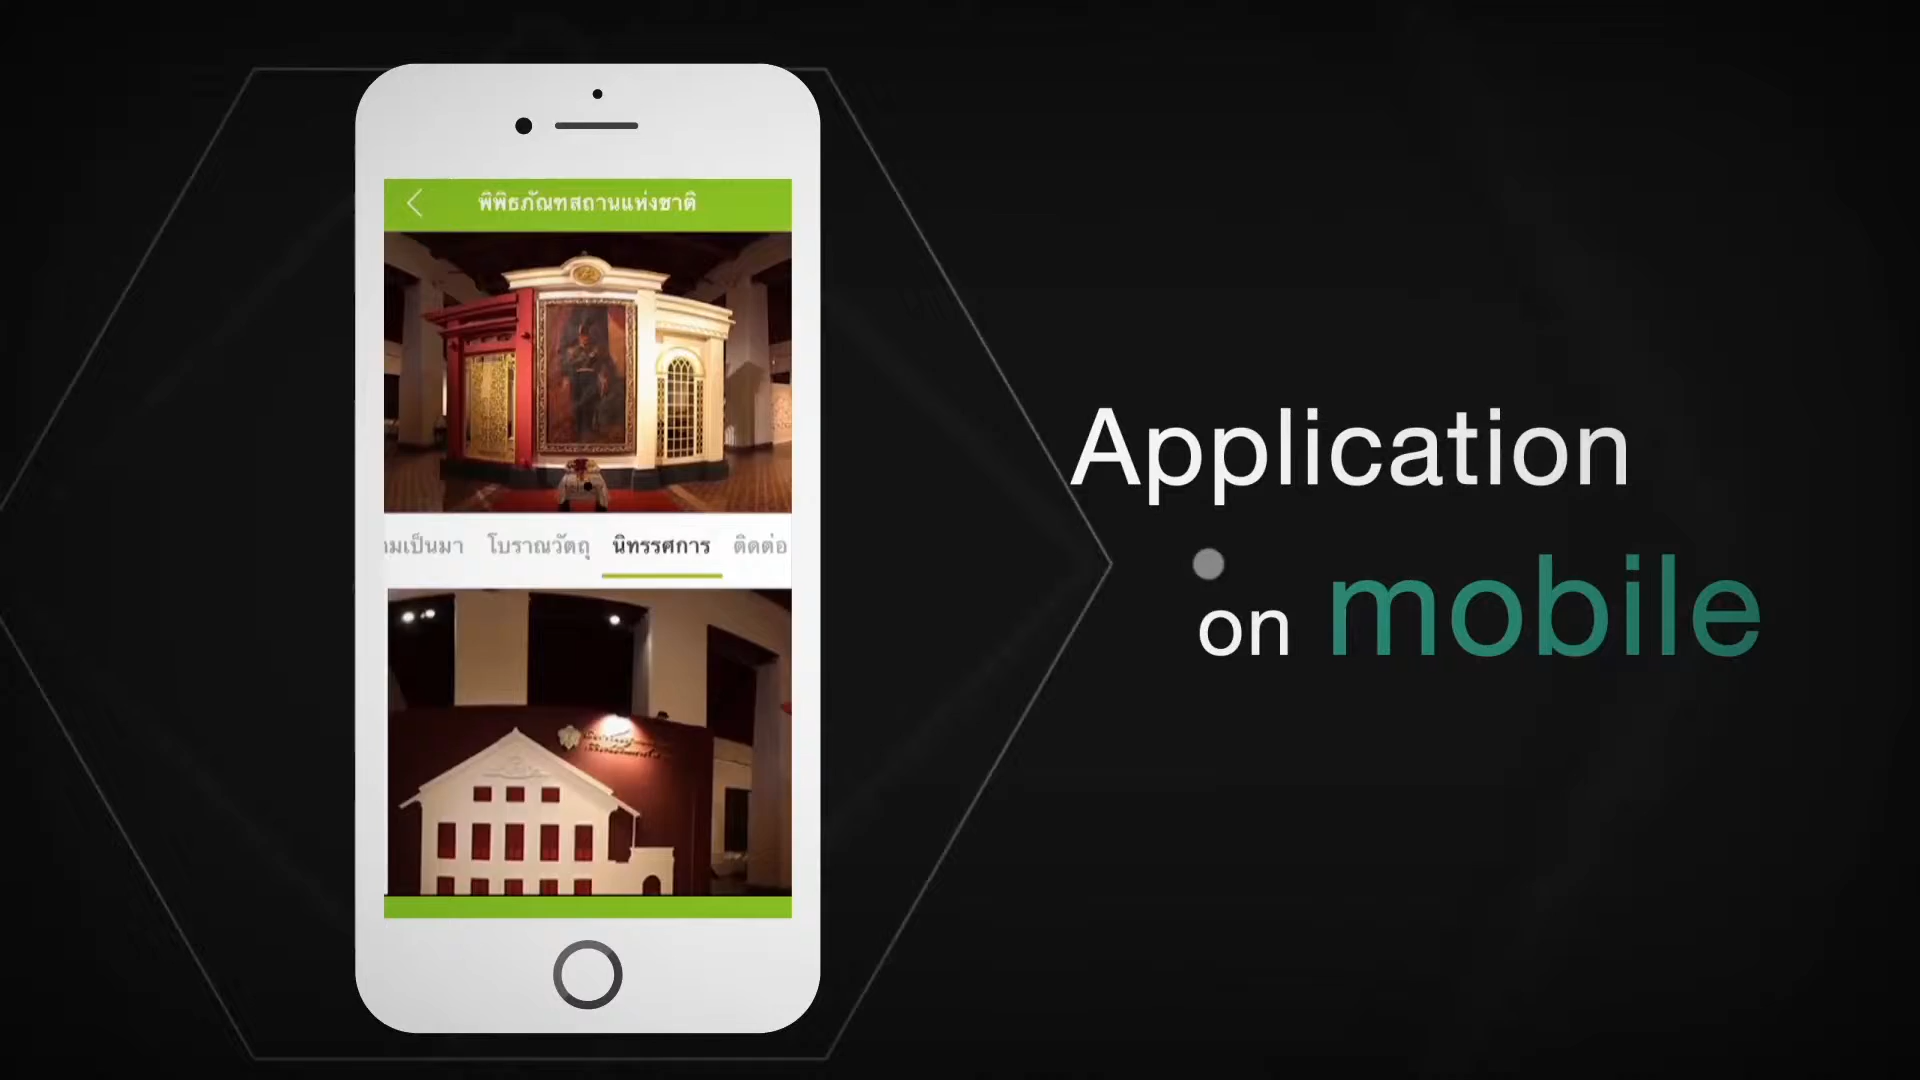 พิพิธภัณฑสถานแห่งชาติ
ามเป็นมา โบราณวัตถุ นิทรรศการ ติดต่อ
Application
on mobile